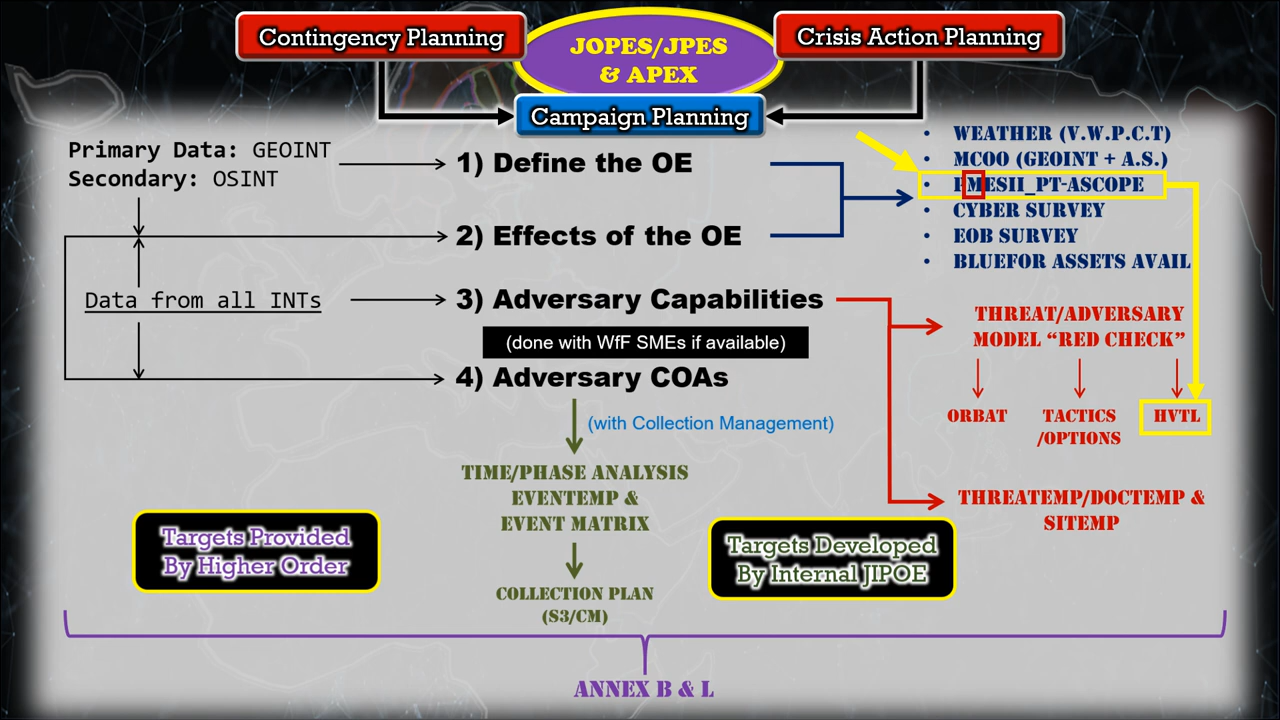 Contingency Planning
JOPES/JPES
& APEX
Crisis Action Planning
Campaign Planning
Primary Data: GEOINT
Secondary: OSINT
Data from all INTs
1) Define the OE
2) Effects of the OE
3) Adversary Capabilities
(done with WfF SMEs if available)
4) Adversary COAs
(with Collection Management)
TIME/PHASE ANALYSIS
EVENTEMP &
EVENT MATRIX
COLLECTION PLAN
(S3/CM)
• WEATHER (V.W.P.C.T)
• MCOO (GEOINT + A.S.)
• PMESII_PT-ASCOPE
• CYBER SURVEY
• EOB SURVEY
• BLUEFOR ASSETS AVAIL
THREAT/ADVERSARY
MODEL “RED CHECK”
ORBAT
TACTICS
/OPTIONS
HVTL
THREATEMP/DOCTEMP &
SITEMP
Targets Provided
By Higher Order
Targets Developed
By Internal JIPOE
ANNEX B & L